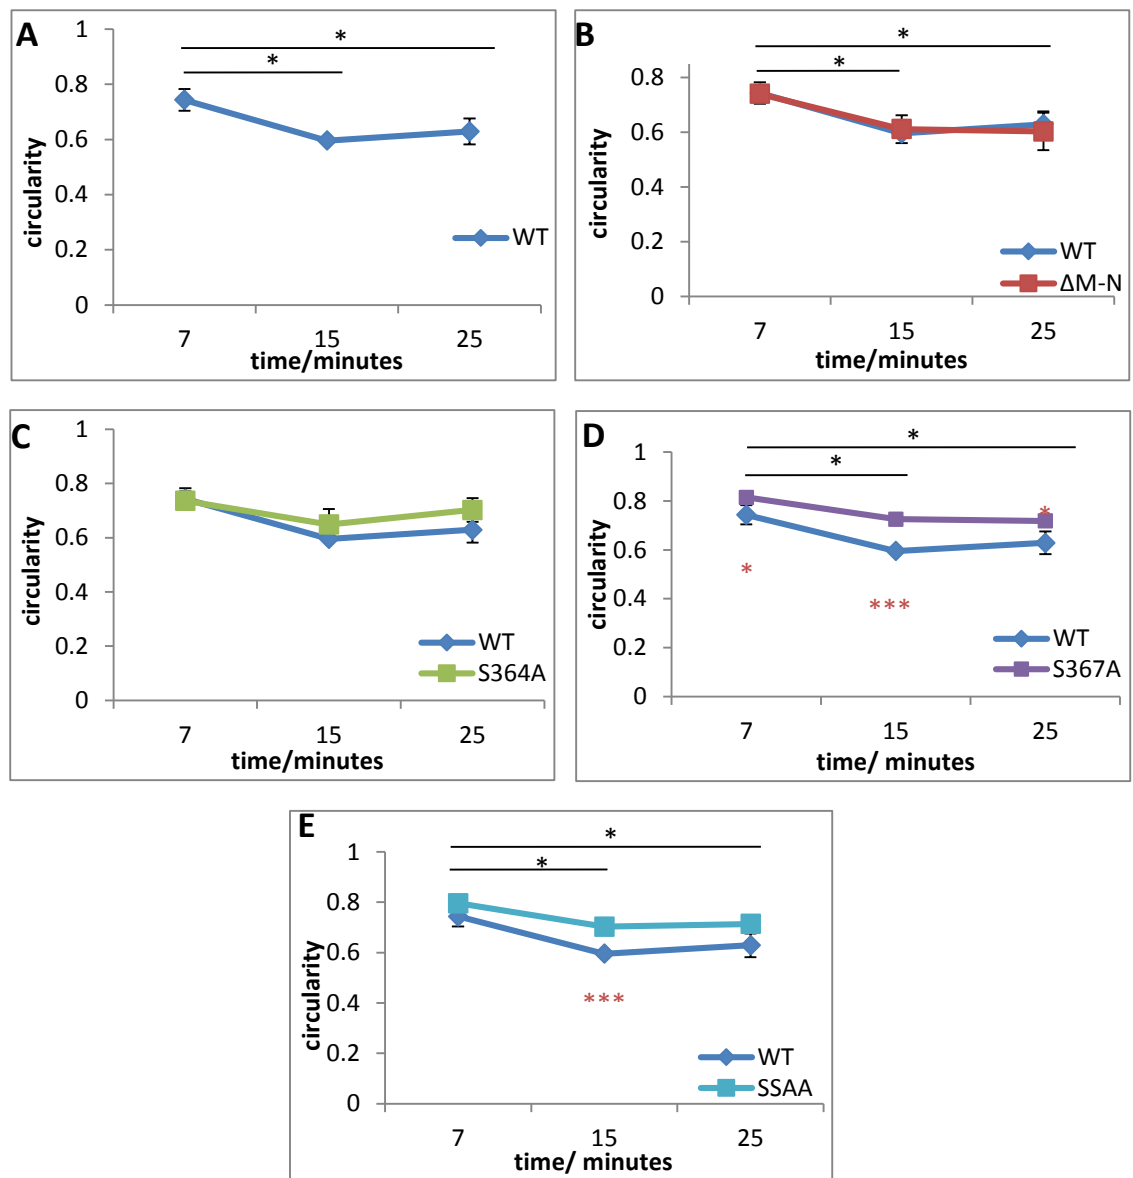 A
*
*
1
0.8
0.6
0.4
0.2
0
circularity
WT
7 15 25
time/minutes
B
*
*
0.8
0.6
0.4
0.2
0
circularity
WT
ΔM-N
7 15 25
time/minutes
C
1
0.8
0.6
0.4
0.2
0
circularity
WT
S364A
7 15 25
time/minutes
D
*
*
1
0.8
0.6
0.4
0.2
0
circularity
*
*
***
WT
S367A
7 15 25
time/ minutes
E
*
*
1
0.8
0.6
0.4
0.2
0
circularity
***
WT
SSAA
7 15 25
time/ minutes